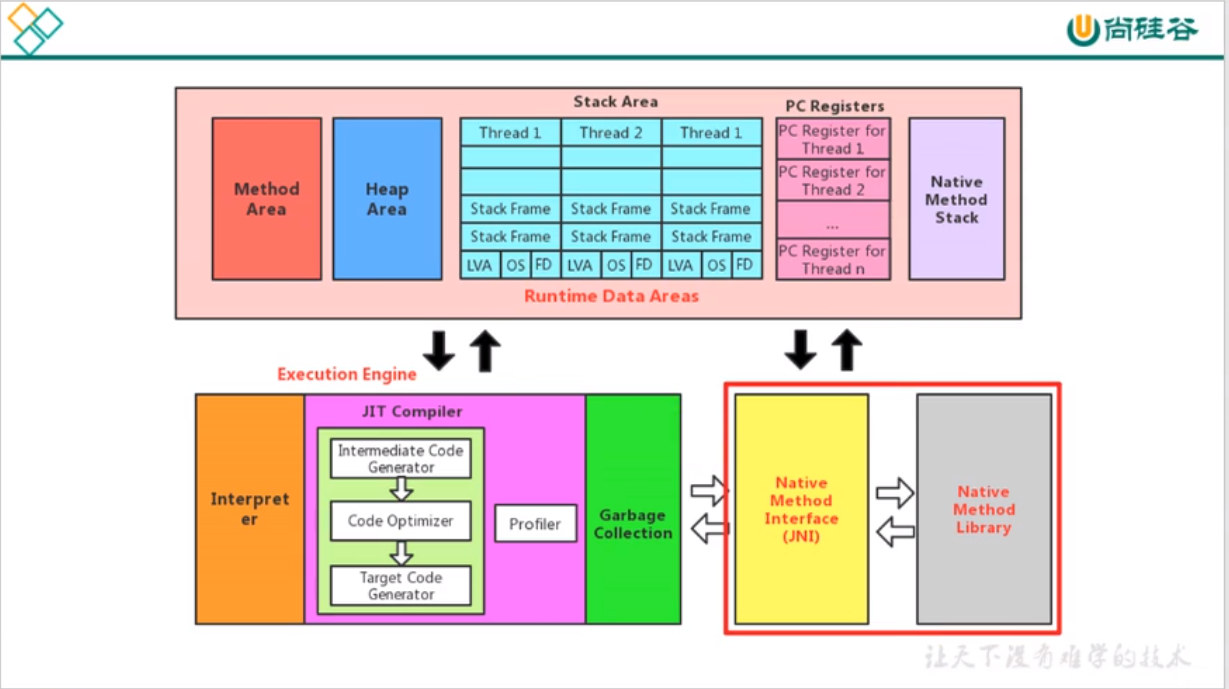 尚硅谷
Stack Area
PC Registers
Method
Area
Heap
Area
Thread 1
Thread 2
Thread 1
Stack Frame
Stack Frame
Stack Frame
Stack Frame
Stack Frame
Stack Frame
LVA
OS
FD
LVA
OS
FD
LVA
OS
FD
PC Register for
Thread 1
PC Register for
Thread 2
...
PC Register for
Thread n
Native
Method
Stack
Runtime Data Areas
Execution Engine
Interpret
er
JIT Compiler
Intermediate Code
Generator
Code Optimizer
Target Code
Generator
Profiler
Garbage
Collection
Native
Method
Interface
(JNI)
Native
Method
Library
让天下没有难学的技术